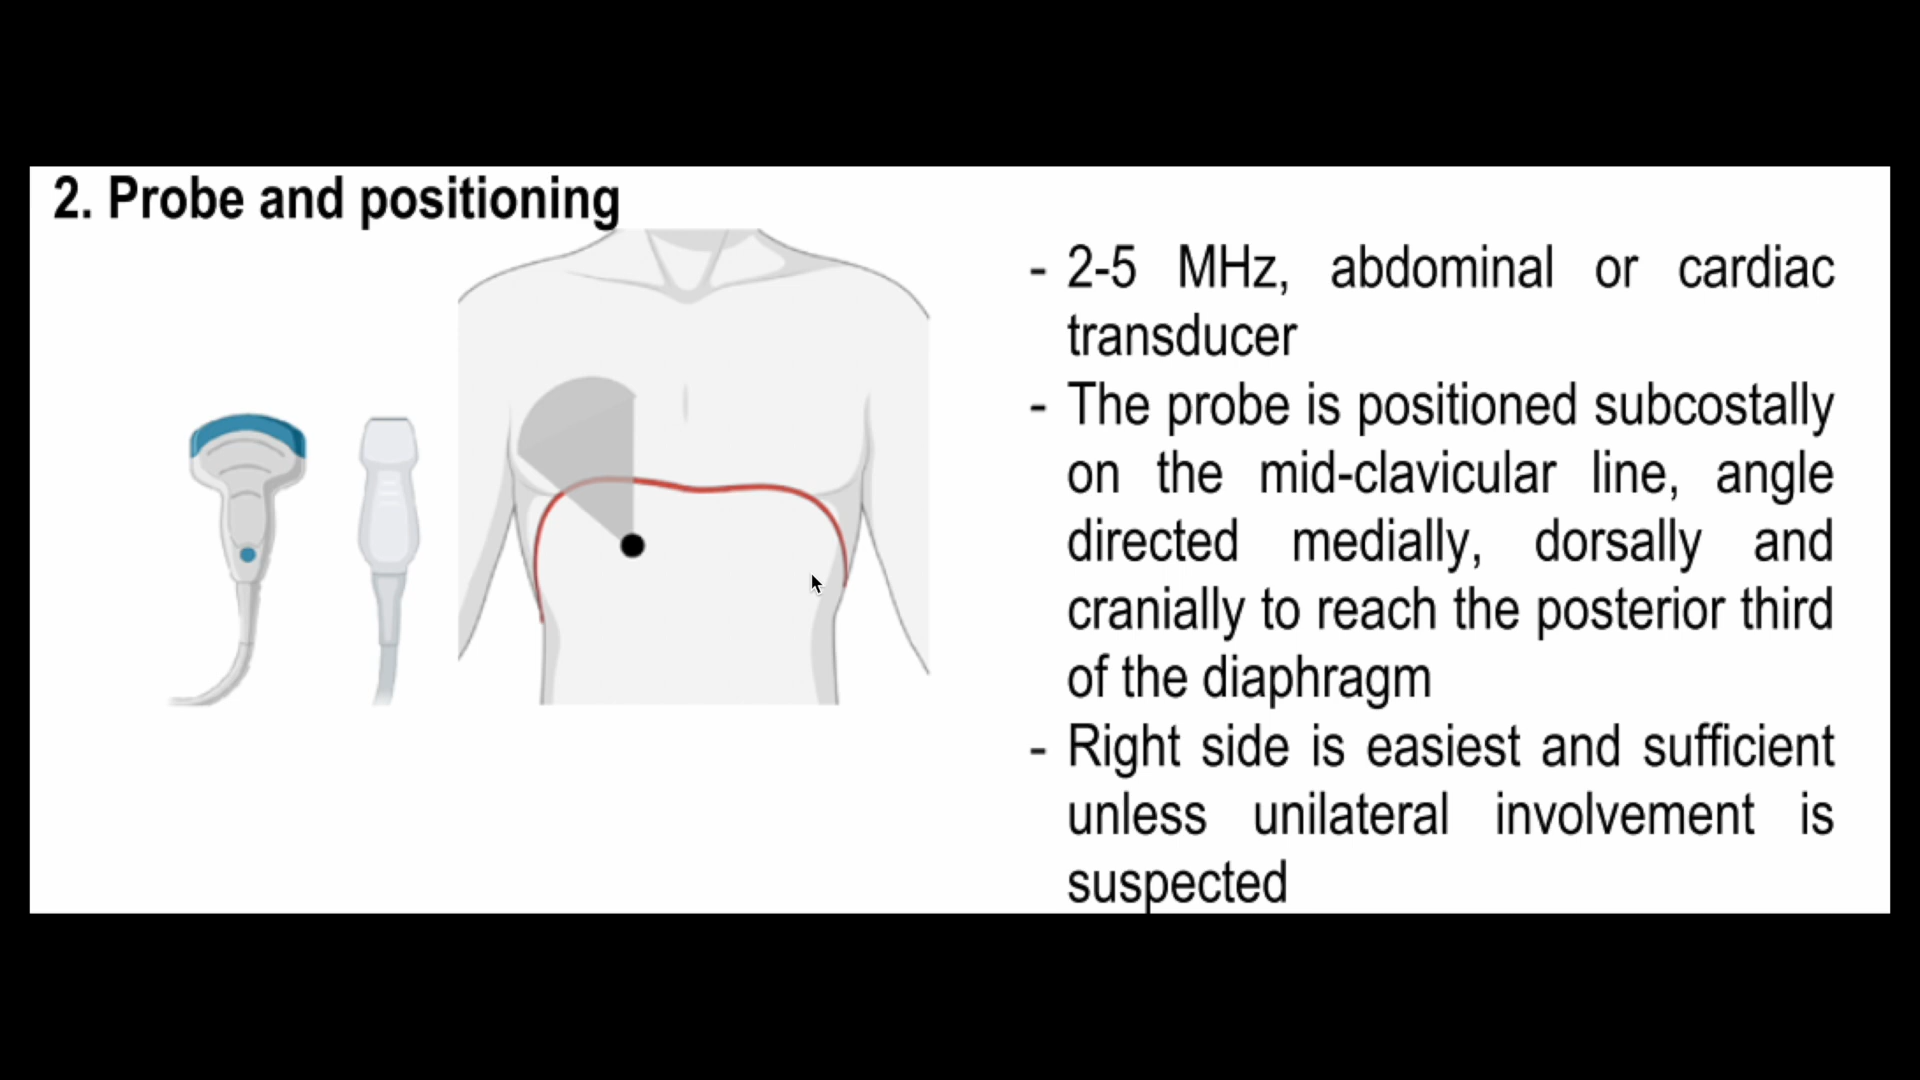 2. Probe and positioning
- 2-5 MHz, abdominal or cardiac
transducer
- The probe is positioned subcostally
on the mid-clavicular line, angle
directed medially, dorsally and
cranially to reach the posterior third
of the diaphragm
- Right side is easiest and sufficient
unless unilateral involvement is
suspected